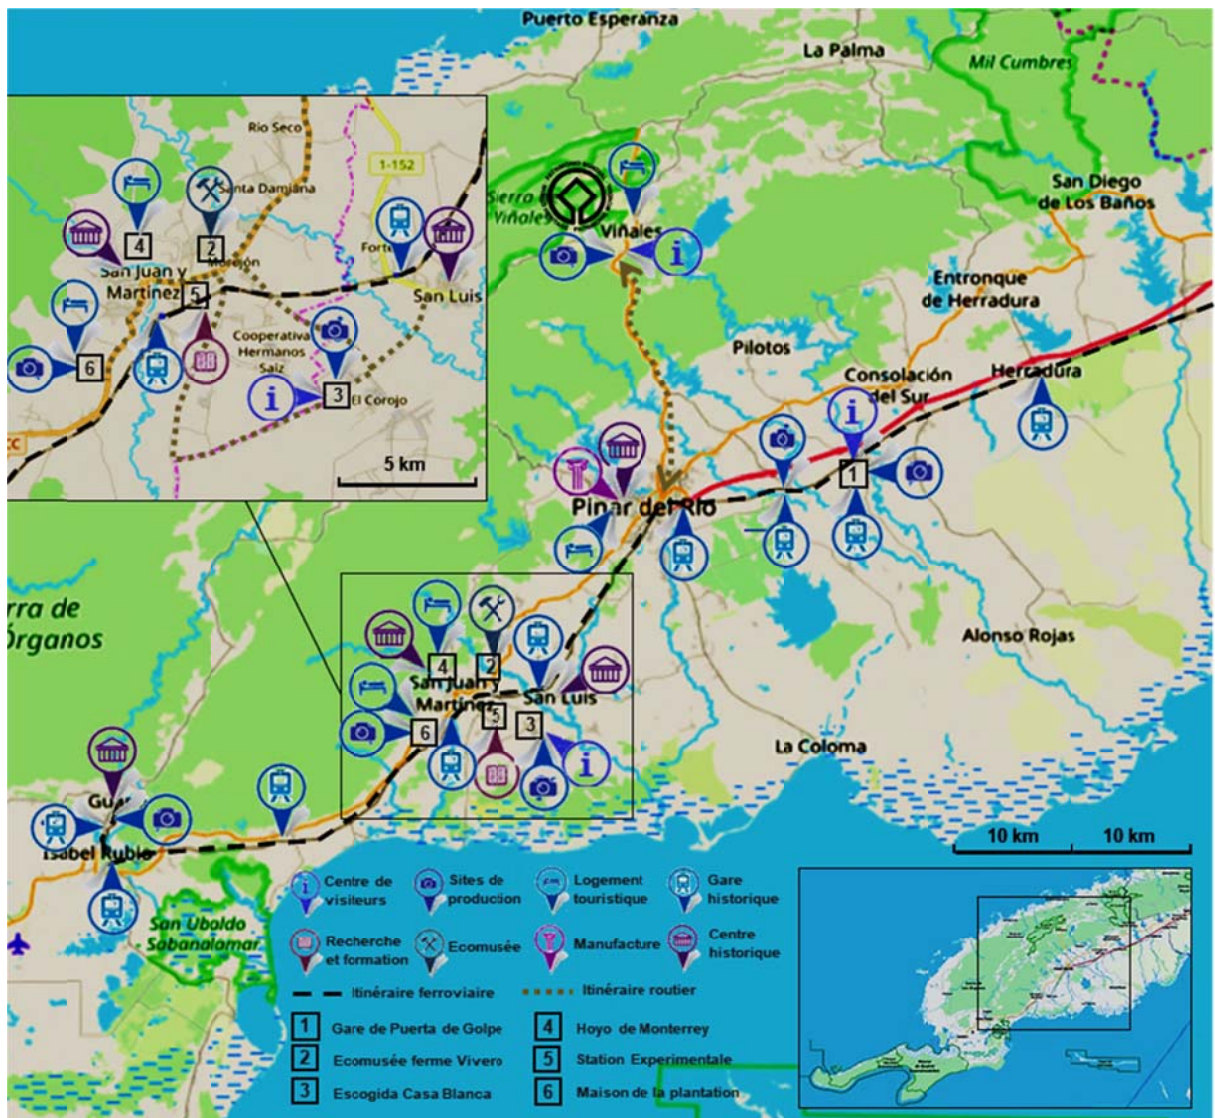 Puerto Esperanza
La Palma
Mil Cumbres
Rio Seco
1-152
Santa Damiana
Sierra
Viñales
San Diego
de Los Baños
4
2
Viñales
i
San Juan y
Martinez
5
San Luis
Entronque
de Herradura
Cooperativa
Hermanos
Saiz
Pilotos
6
3
El Corojo
i
Consolación
del Sur
Herradura
i
CC
5 km
1
Pinar del Rio
rra de
Organos
Alonso Rojas
4
2
San Juan y
Martinez
San Luis
5
3
6
i
La Coloma
Isabel Rubio
10 km
10 km
San Ubaldo
Sabanalamar
i
Centre de
visiteurs
Sites de
production
Logement
touristique
Gare
historique
Recherche
et formation
Ecomusée
Manufacture
Centre
historique
Itinéraire ferroviaire
Itinéraire routier
1 Gare de Puerta de Golpe
4 Hoyo de Monterrey
2 Ecomusée ferme Vivero
5 Station Experimentale
3 Escogida Casa Blanca
6 Maison de la plantation